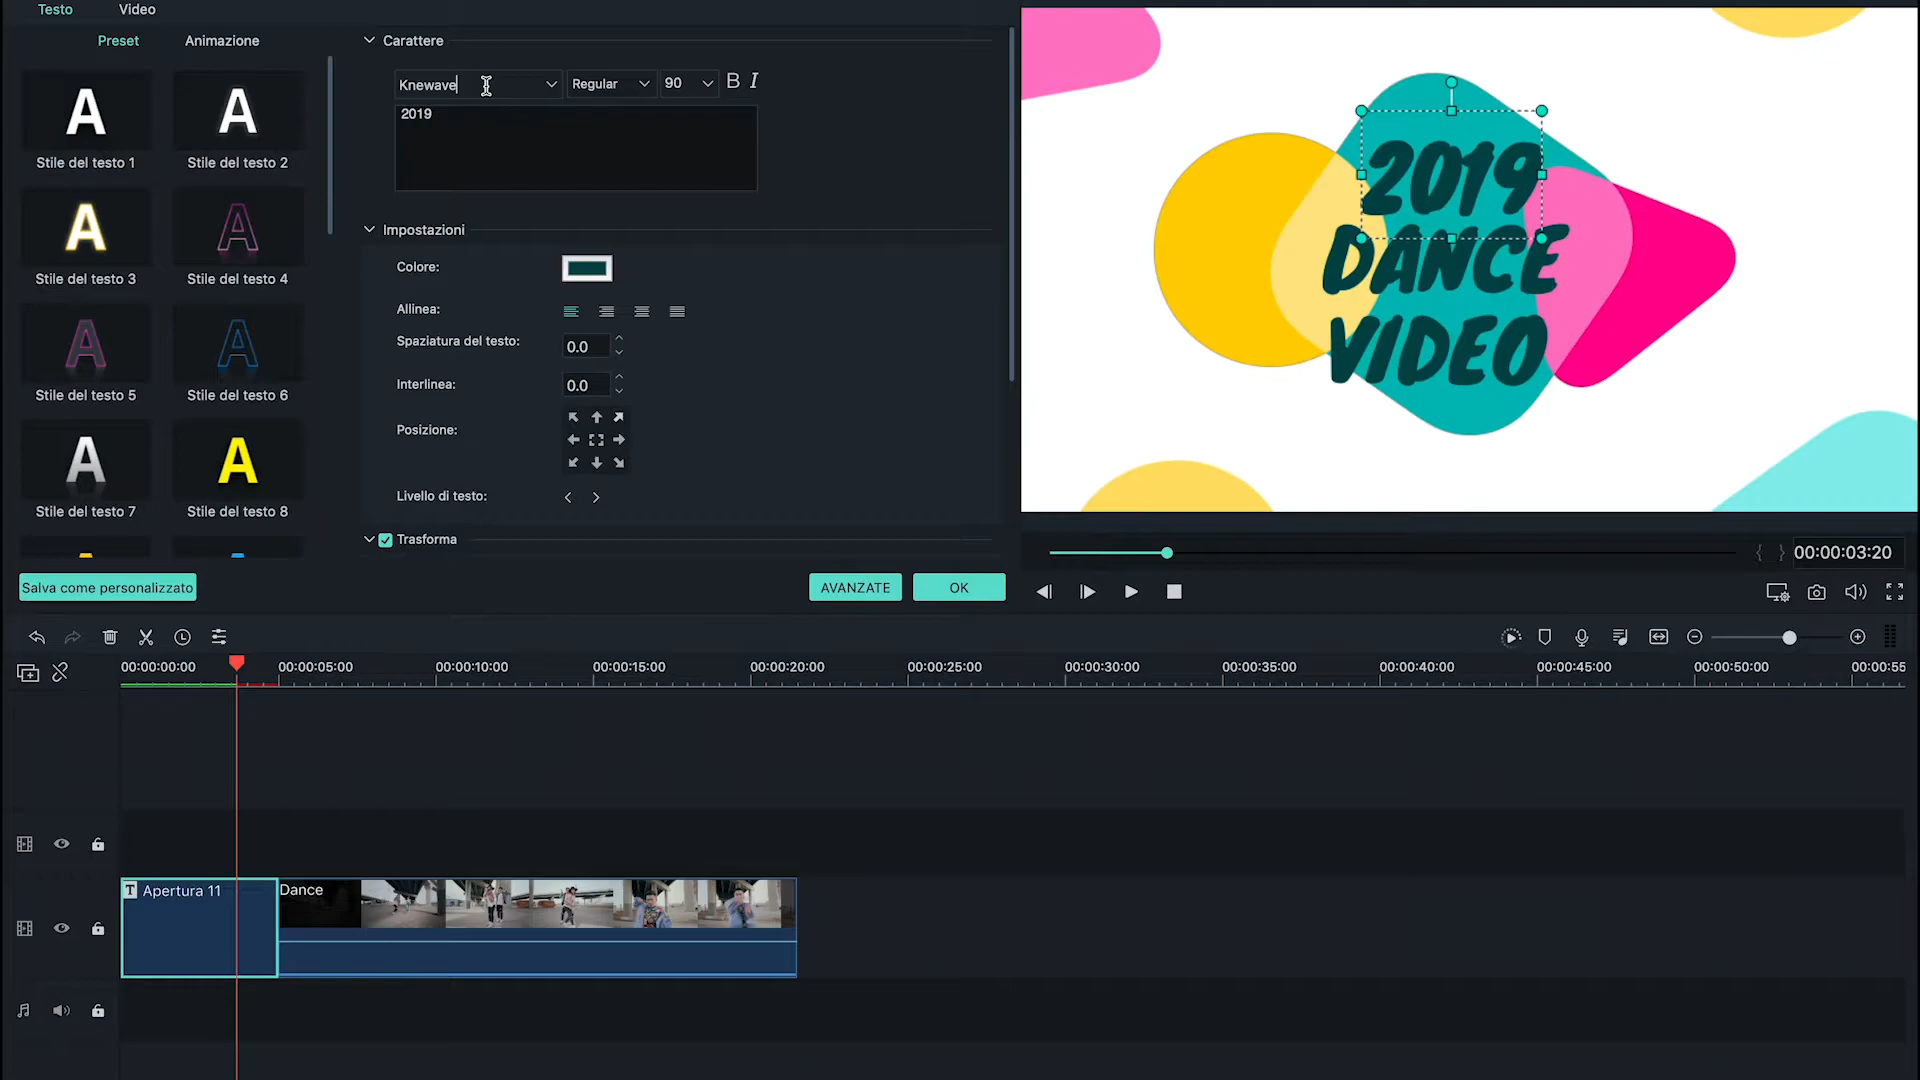 Testo Video
Preset Animazione
Carattere
Knewave Regular 90 B I
2019
Stile del testo 1 Stile del testo 2
Stile del testo 3 Stile del testo 4
Stile del testo 5 Stile del testo 6
Stile del testo 7 Stile del testo 8
Impostazioni
Colore:
Allinea:
Spaziatura del testo: 0.0
Interlinea: 0.0
Posizione:
Livello di testo:
Trasforma
Salva come personalizzato AVANZATE OK
2019
DANCE
VIDEO
00:00:03:20
00:00:00:00 00:00:05:00 00:00:10:00 00:00:15:00 00:00:20:00 00:00:25:00 00:00:30:00 00:00:35:00 00:00:40:00 00:00:45:00 00:00:50:00 00:00:55
T Apertura 11 Dance